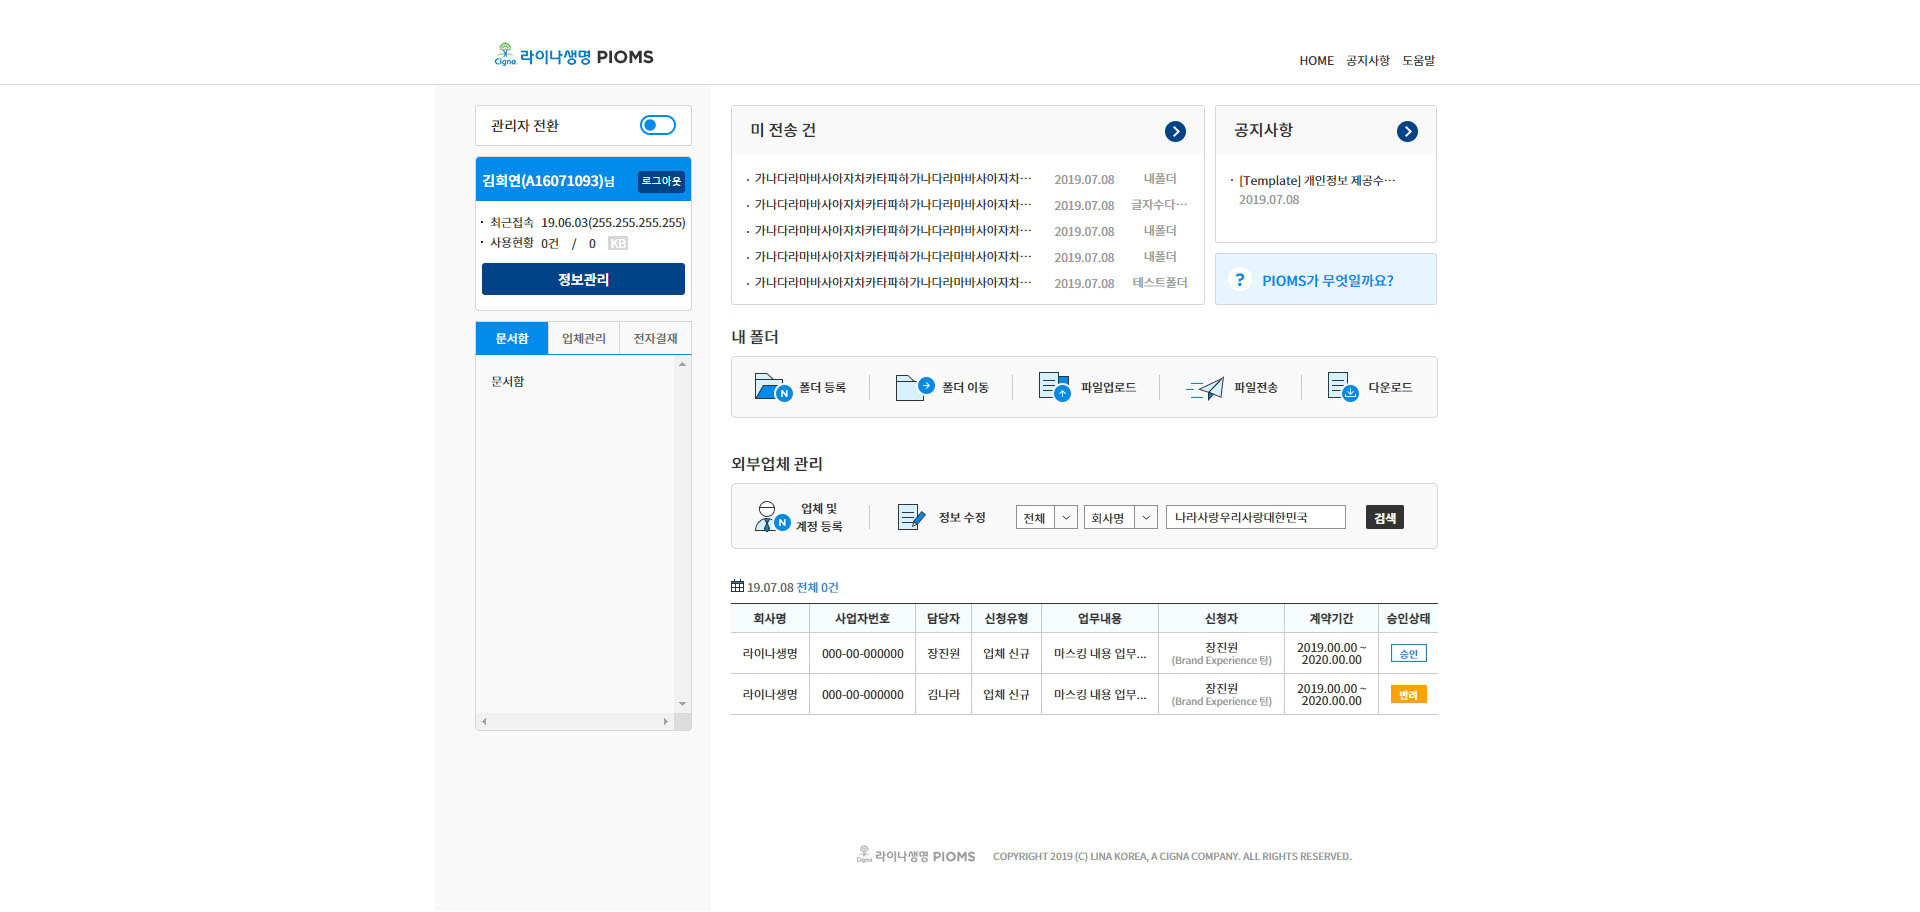 Cigna 라이나생명 PIOMS
HOME 공지사항 도움말
관리자 전환
김희연(A16071093)님 로그아웃
· 최근접속 19.06.03(255.255.255.255)
· 사용현황 0건 / 0 KB
정보관리
문서함 업체관리 전자결재
문서함
미 전송 건
· 가나다라마바사아자차카타파하가나다라마바사아자차··· 2019.07.08 내폴더
· 가나다라마바사아자차카타파하가나다라마바사아자차··· 2019.07.08 글자수다···
· 가나다라마바사아자차카타파하가나다라마바사아자차··· 2019.07.08 내폴더
· 가나다라마바사아자차카타파하가나다라마바사아자차··· 2019.07.08 내폴더
· 가나다라마바사아자차카타파하가나다라마바사아자차··· 2019.07.08 테스트폴더
공지사항
· [Template] 개인정보 제공수···
2019.07.08
? PIOMS가 무엇일까요?
내 폴더
N 폴더 등록 폴더 이동 파일업로드 파일전송 다운로드
외부업체 관리
N 업체 및
계정 등록
정보 수정 전체 회사명 나라사랑우리사랑대한민국 검색
19.07.08 전체 0건
회사명 사업자번호 담당자 신청유형 업무내용 신청자 계약기간 승인상태
라이나생명 000-00-000000 장진원 업체 신규 마스킹 내용 업무... 장진원 (Brand Experience 팀) 2019.00.00 ~ 2020.00.00 승인
라이나생명 000-00-000000 김나라 업체 신규 마스킹 내용 업무... 장진원 (Brand Experience 팀) 2019.00.00 ~ 2020.00.00 반려
Cigna 라이나생명 PIOMS COPYRIGHT 2019 (C) LINA KOREA, A CIGNA COMPANY. ALL RIGHTS RESERVED.